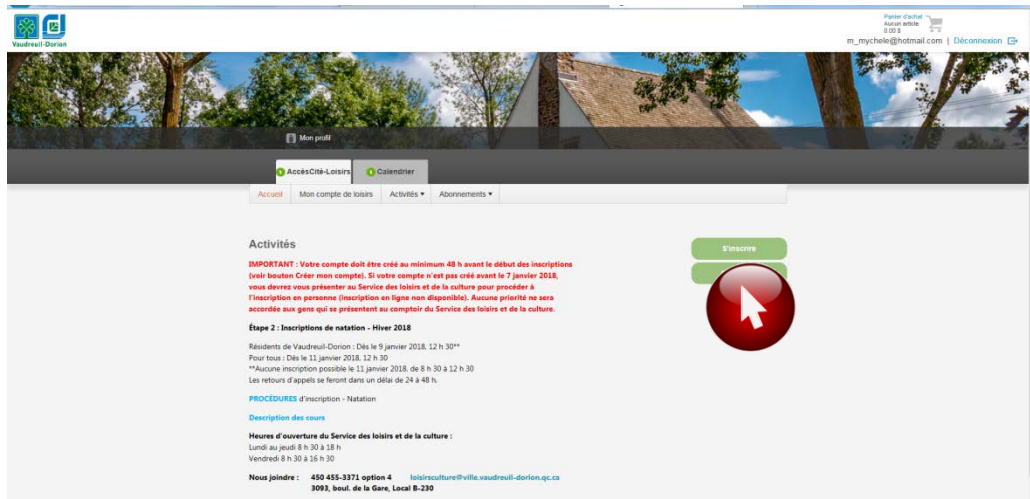 Panier d'achat
Aucun article
0.00 $
Vaudreuil-Dorion
m_mychele@hotmail.com | Déconnexion
Mon profil
AccèsCité-Loisirs
Calendrier
Accueil Mon compte de loisirs Activités Abonnements
Activités
S'inscrire
IMPORTANT : Votre compte doit être créé au minimum 48 h avant le début des inscriptions
(voir bouton Créer mon compte). Si votre compte n'est pas créé avant le 7 janvier 2018,
vous devrez vous présenter au Service des loisirs et de la culture pour procéder à
l'inscription en personne (inscription en ligne non disponible). Aucune priorité ne sera
accordée aux gens qui se présentent au comptoir du Service des loisirs et de la culture.
Étape 2 : Inscriptions de natation - Hiver 2018
Résidents de Vaudreuil-Dorion : Dès le 9 janvier 2018, 12 h 30**
Pour tous : Dès le 11 janvier 2018, 12 h 30
**Aucune inscription possible le 11 janvier 2018, de 8 h 30 à 12 h 30
Les retours d'appels se feront dans un délai de 24 à 48 h.
PROCÉDURES d'inscription - Natation
Description des cours
Heures d'ouverture du Service des loisirs et de la culture :
Lundi au jeudi 8 h 30 à 18 h
Vendredi 8 h 30 à 16 h 30
Nous joindre : 450 455-3371 option 4 loisirsculture@ville.vaudreuil-dorion.qc.ca
3093, boul. de la Gare, Local B-230